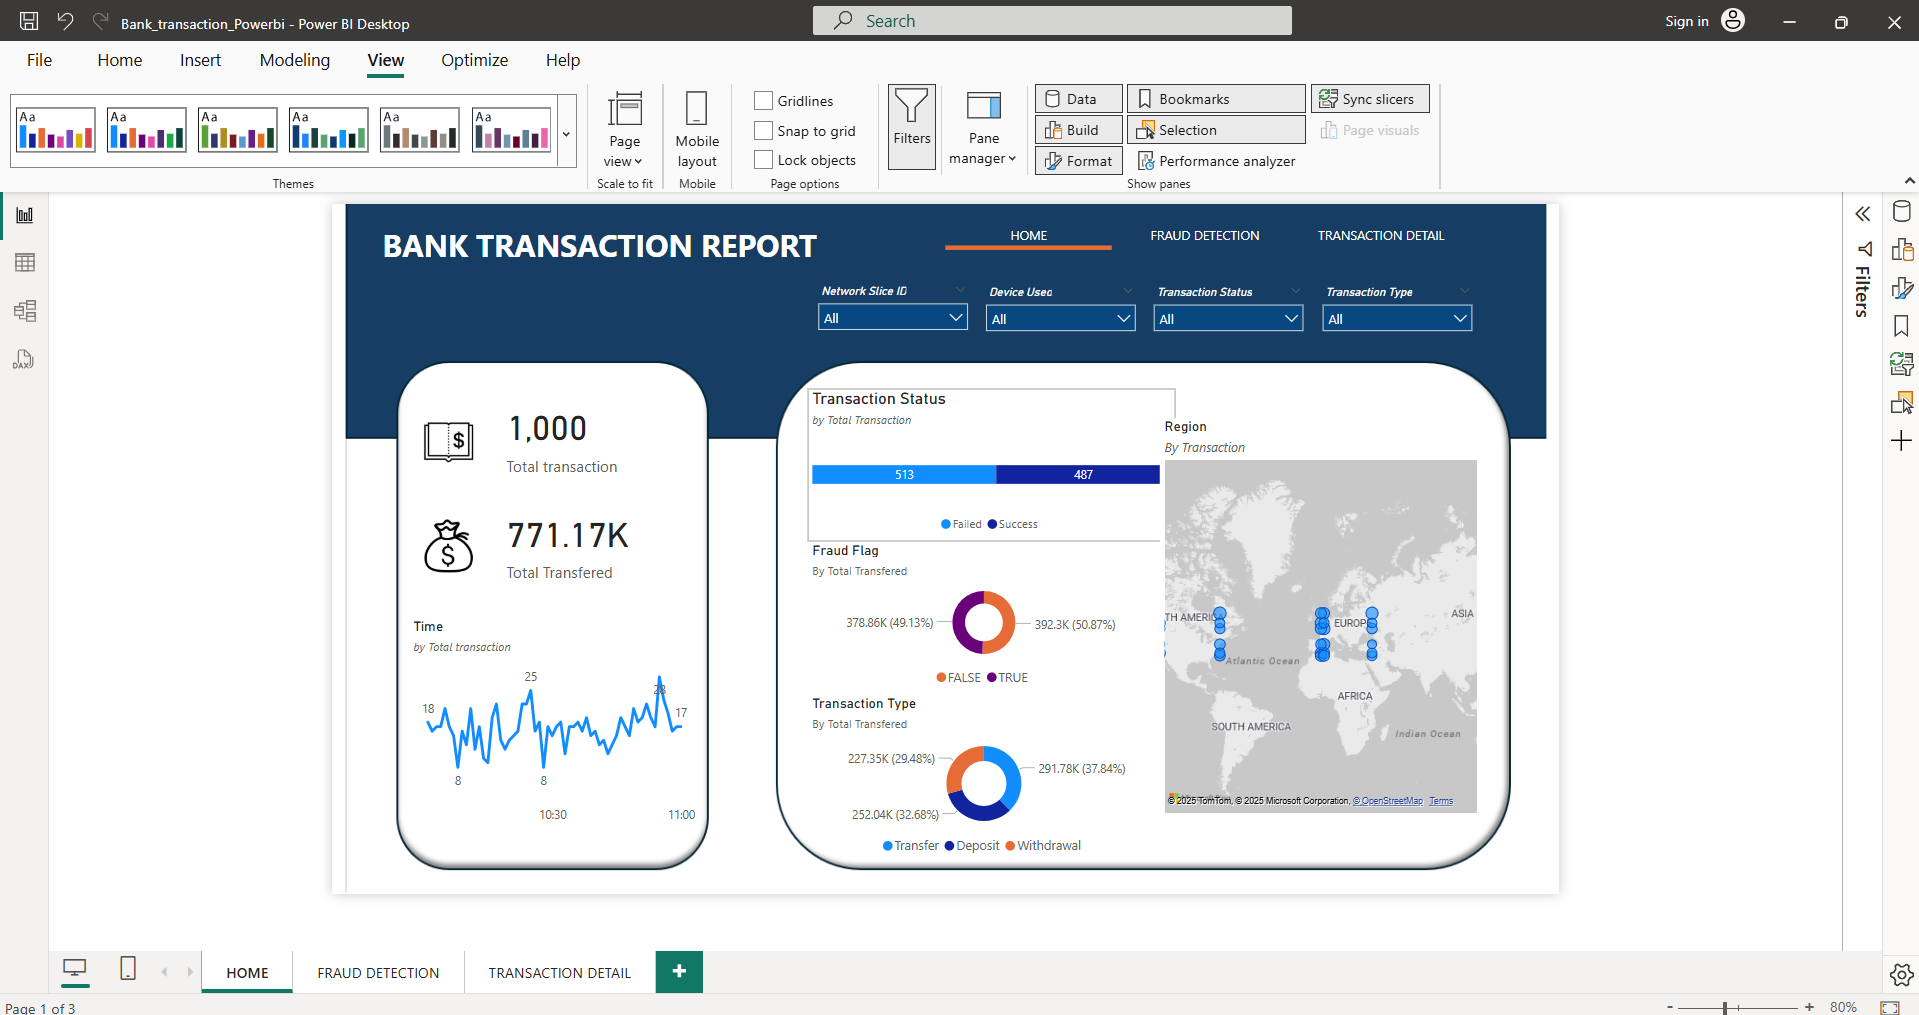 Bank_transaction_Powerbi - Power BI Desktop
Search
Sign in
File Home Insert Modeling View Optimize Help
Aa Aa Aa Aa Aa Aa
Themes
Page view
Scale to fit
Mobile layout
Mobile
Gridlines
Snap to grid
Lock objects
Page options
Filters
Pane manager
Data
Build
Format
Bookmarks
Selection
Performance analyzer
Sync slicers
Page visuals
Show panes
DAX
BANK TRANSACTION REPORT
HOME FRAUD DETECTION TRANSACTION DETAIL
Network Slice ID
All
Device Used
All
Transaction Status
All
Transaction Type
All
$
1,000
Total transaction
$
771.17K
Total Transfered
Time
by Total transaction
18
8
25
8
28
17
10:30 11:00
Transaction Status
by Total Transaction
513 487
Failed Success
Fraud Flag
By Total Transfered
378.86K (49.13%)
392.3K (50.87%)
FALSE TRUE
Transaction Type
By Total Transfered
227.35K (29.48%)
291.78K (37.84%)
252.04K (32.68%)
Transfer Deposit Withdrawal
Region
By Transaction
TH AMERIC
EUROPE
ASIA
Atlantic Ocean
AFRICA
SOUTH AMERICA
Indian Ocean
© 2025 TomTom, © 2025 Microsoft Corporation, © OpenStreetMap Terms
Filters
HOME FRAUD DETECTION TRANSACTION DETAIL
+
Page 1 of 3
- + 80%